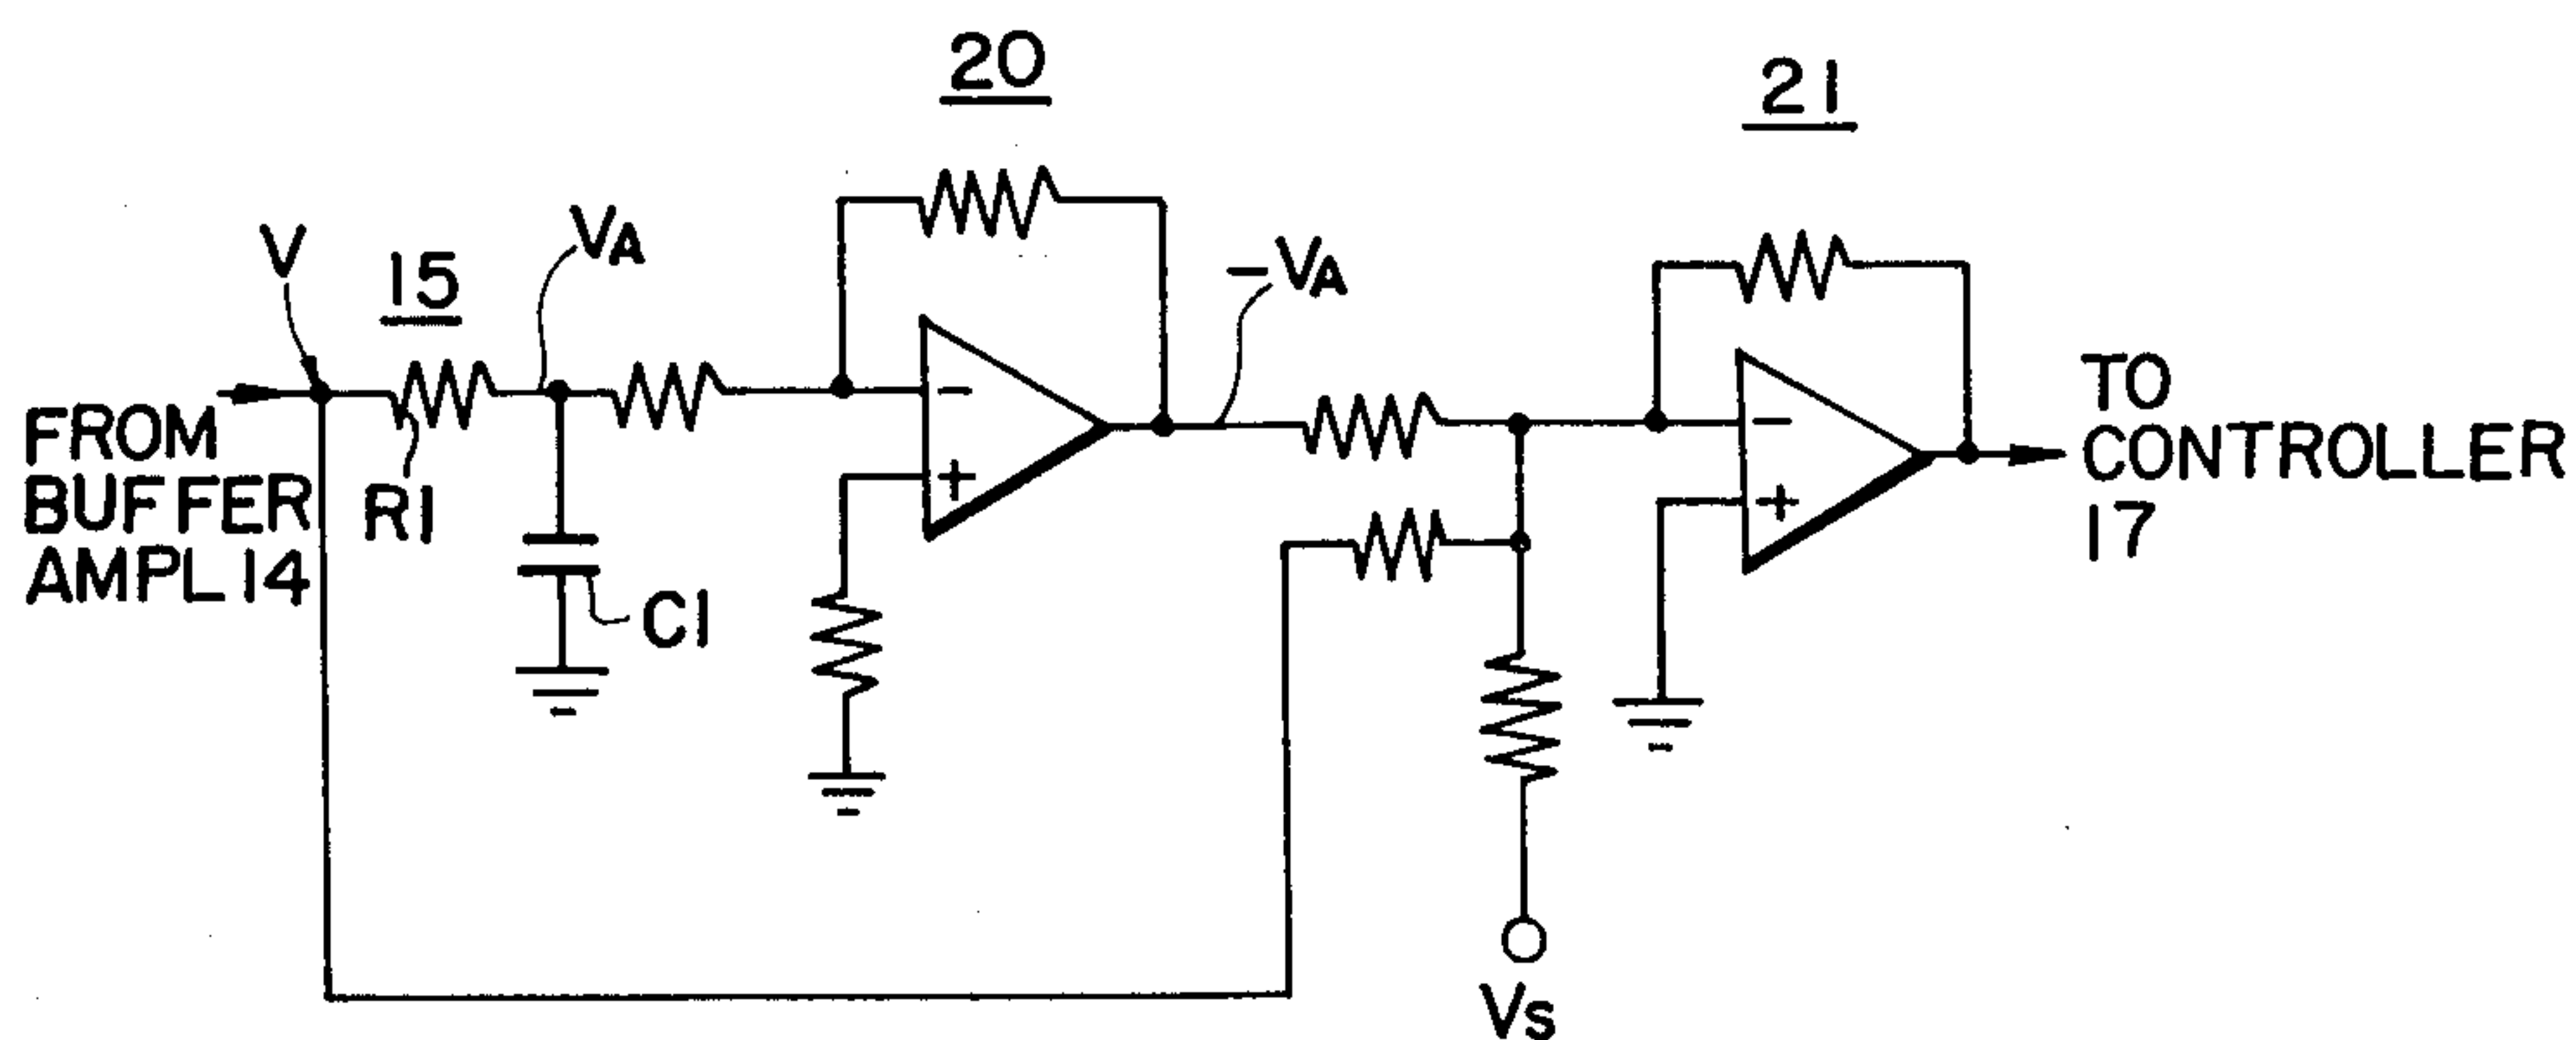 20
21
V
15
VA
-VA
FROM
BUFFER
AMPL 14
R1
C1
-
+
-
+
TO
CONTROLLER
17
VS